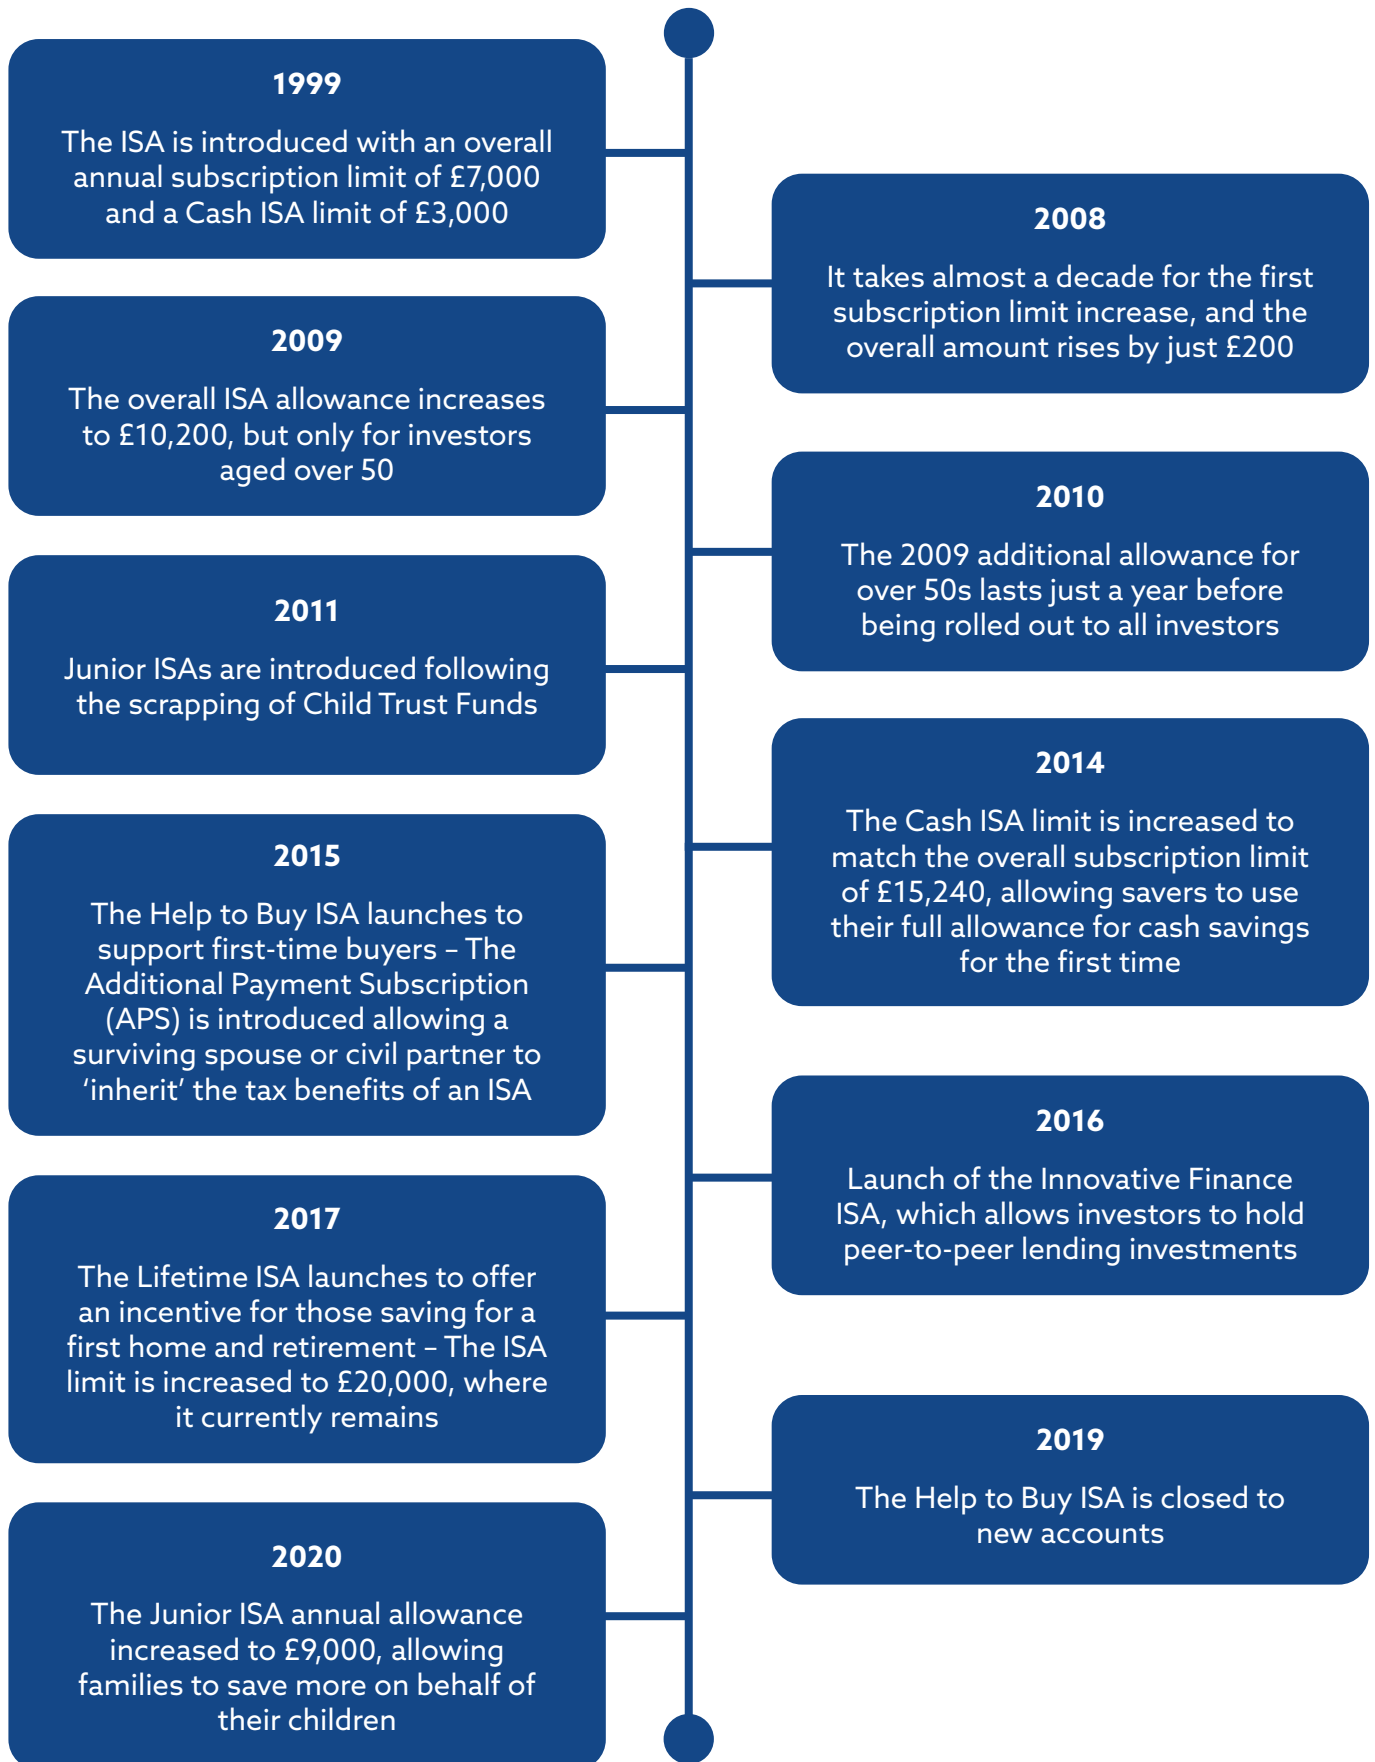 1999
The ISA is introduced with an overall
annual subscription limit of £7,000
and a Cash ISA limit of £3,000
2008
It takes almost a decade for the first
subscription limit increase, and the
overall amount rises by just £200
2009
The overall ISA allowance increases
to £10,200, but only for investors
aged over 50
2010
The 2009 additional allowance for
over 50s lasts just a year before
being rolled out to all investors
2011
Junior ISAs are introduced following
the scrapping of Child Trust Funds
2014
The Cash ISA limit is increased to
match the overall subscription limit
of £15,240, allowing savers to use
their full allowance for cash savings
for the first time
2015
The Help to Buy ISA launches to
support first-time buyers – The
Additional Payment Subscription
(APS) is introduced allowing a
surviving spouse or civil partner to
‘inherit’ the tax benefits of an ISA
2016
Launch of the Innovative Finance
ISA, which allows investors to hold
peer-to-peer lending investments
2017
The Lifetime ISA launches to offer
an incentive for those saving for a
first home and retirement – The ISA
limit is increased to £20,000, where
it currently remains
2019
The Help to Buy ISA is closed to
new accounts
2020
The Junior ISA annual allowance
increased to £9,000, allowing
families to save more on behalf of
their children